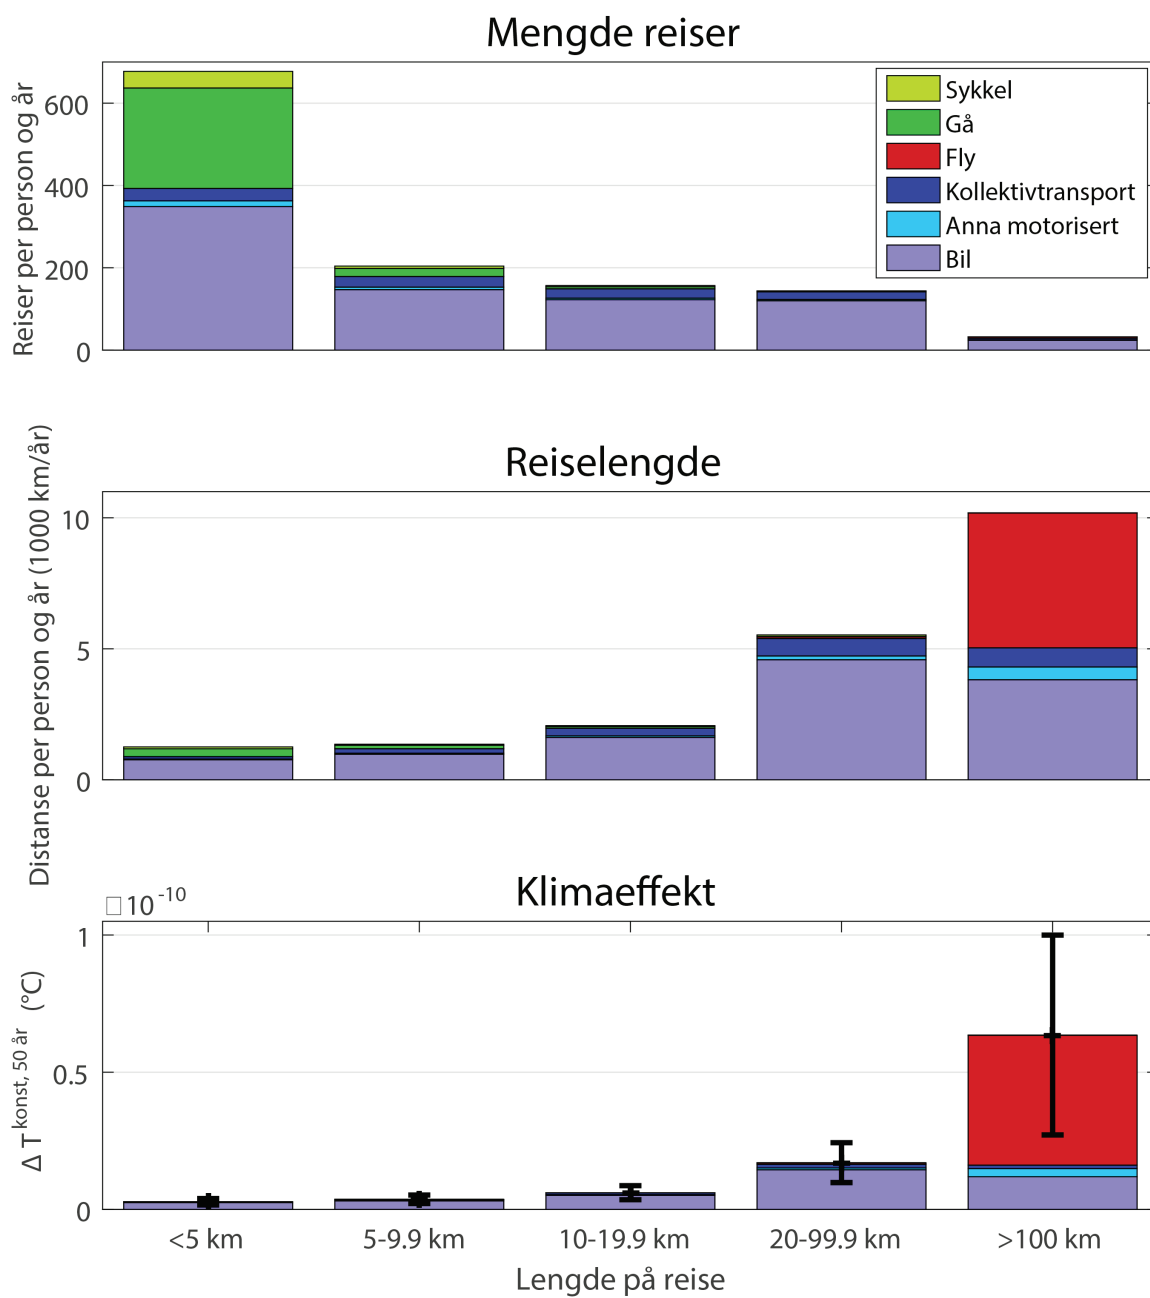 Mengde reiser
Reiser per person og år
600
400
200
0
Sykkel
Gå
Fly
Kollektivtransport
Anna motorisert
Bil
Reiselengde
Distanse per person og år (1000 km/år)
10
5
0
Klimaeffekt
□10-10
Δ T konst, 50 år (°C)
1
0.5
0
<5 km
5-9.9 km
10-19.9 km
20-99.9 km
>100 km
Lengde på reise